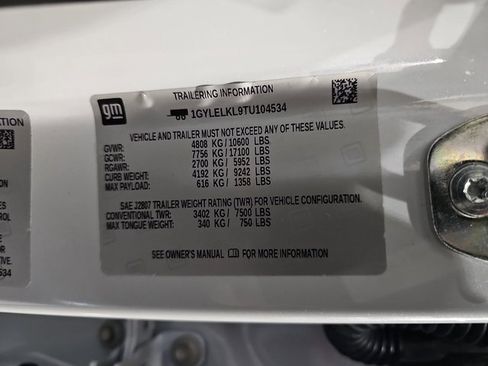 gm
TRAILERING INFORMATION
1GYLELKL9TU104534
VEHICLE AND TRAILER MUST NOT EXCEED ANY OF THESE VALUES.
GVWR: 4808 KG / 10600 LBS
GCWR: 7756 KG / 17100 LBS
RGAWR: 2700 KG / 5952 LBS
CURB WEIGHT: 4192 KG / 9242 LBS
MAX PAYLOAD: 616 KG / 1358 LBS
SAE J2807 TRAILER WEIGHT RATING (TWR) FOR VEHICLE CONFIGURATION.
CONVENTIONAL TWR: 3402 KG / 7500 LBS
MAX TONGUE WEIGHT: 340 KG / 750 LBS
SEE OWNER'S MANUAL FOR MORE INFORMATION
ATION
534